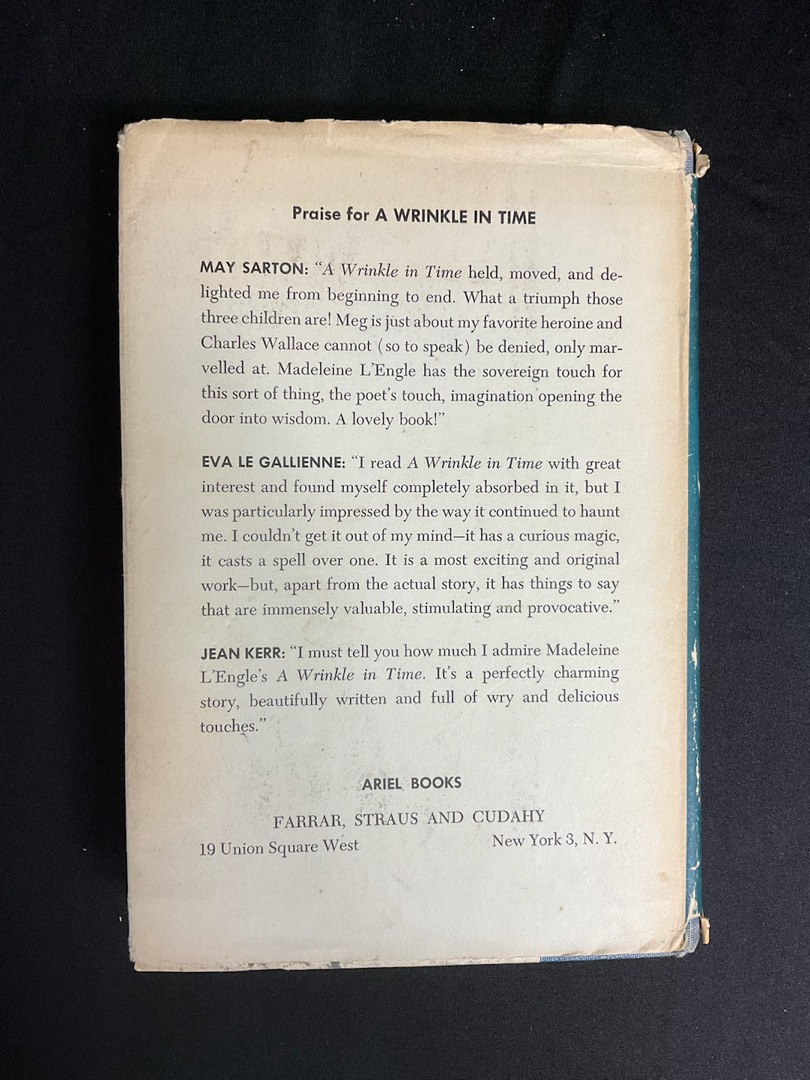 Praise for A WRINKLE IN TIME
MAY SARTON: "A Wrinkle in Time held, moved, and de-
lighted me from beginning to end. What a triumph those
three children are! Meg is just about my favorite heroine and
Charles Wallace cannot (so to speak) be denied, only mar-
velled at. Madeleine L'Engle has the sovereign touch for
this sort of thing, the poet's touch, imagination opening the
door into wisdom. A lovely book!"
EVA LE GALLIENNE: "I read A Wrinkle in Time with great
interest and found myself completely absorbed in it, but I
was particularly impressed by the way it continued to haunt
me. I couldn't get it out of my mind—it has a curious magic,
it casts a spell over one. It is a most exciting and original
work—but, apart from the actual story, it has things to say
that are immensely valuable, stimulating and provocative."
JEAN KERR: "I must tell you how much I admire Madeleine
L'Engle's A Wrinkle in Time. It's a perfectly charming
story, beautifully written and full of wry and delicious
touches."
ARIEL BOOKS
FARRAR, STRAUS AND CUDAHY
19 Union Square West New York 3, N. Y.